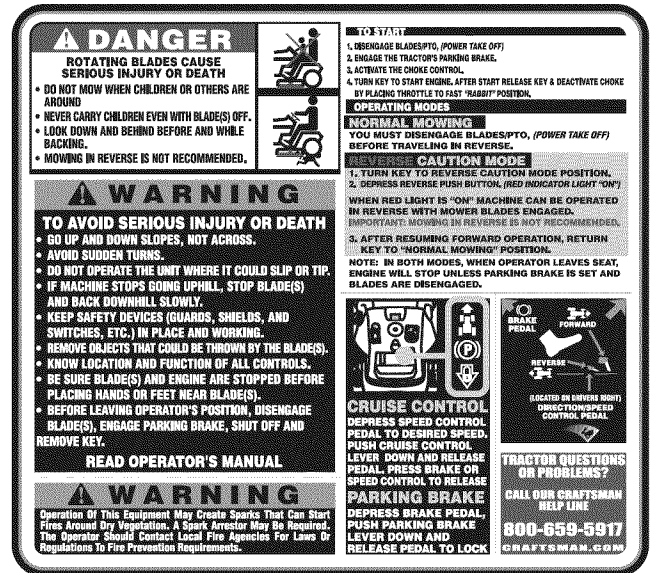 DANGER
ROTATING BLADES CAUSE
SERIOUS INJURY OR DEATH
• DO NOT MOW WHEN CHILDREN OR OTHERS ARE
AROUND
• NEVER CARRY CHILDREN EVEN WITH BLADE(S) OFF.
• LOOK DOWN AND BEHIND BEFORE AND WHILE
BACKING.
• MOWING IN REVERSE IS NOT RECOMMENDED.
WARNING
TO AVOID SERIOUS INJURY OR DEATH
• GO UP AND DOWN SLOPES, NOT ACROSS.
• AVOID SUDDEN TURNS.
• DO NOT OPERATE THE UNIT WHERE IT COULD SLIP OR TIP.
• IF MACHINE STOPS GOING UPHILL, STOP BLADE(S)
AND BACK DOWNHILL SLOWLY.
• KEEP SAFETY DEVICES (GUARDS, SHIELDS, AND
SWITCHES, ETC.) IN PLACE AND WORKING.
• REMOVE OBJECTS THAT COULD BE THROWN BY THE BLADE(S).
• KNOW LOCATION AND FUNCTION OF ALL CONTROLS.
• BE SURE BLADE(S) AND ENGINE ARE STOPPED BEFORE
PLACING HANDS OR FEET NEAR BLADE(S).
• BEFORE LEAVING OPERATOR'S POSITION, DISENGAGE
BLADE(S), ENGAGE PARKING BRAKE, SHUT OFF AND
REMOVE KEY.
READ OPERATOR'S MANUAL
WARNING
Operation Of This Equipment May Create Sparks That Can Start
Fires Around Dry Vegetation. A Spark Arrestor May Be Required.
The Operator Should Contact Local Fire Agencies For Laws Or
Regulations To Fire Prevention Requirements.
TO START
1. DISENGAGE BLADES/PTO, (POWER TAKE OFF)
2. ENGAGE THE TRACTOR'S PARKING BRAKE.
3. ACTIVATE THE CHOKE CONTROL.
4. TURN KEY TO START ENGINE. AFTER START RELEASE KEY & DEACTIVATE CHOKE
BY PLACING THROTTLE TO FAST "RABBIT" POSITION.
OPERATING MODES
NORMAL MOWING
YOU MUST DISENGAGE BLADES/PTO, (POWER TAKE OFF)
BEFORE TRAVELING IN REVERSE.
REVERSE CAUTION MODE
1. TURN KEY TO REVERSE CAUTION MODE POSITION.
2. DEPRESS REVERSE PUSH BUTTON, (RED INDICATOR LIGHT "ON")
WHEN RED LIGHT IS "ON" MACHINE CAN BE OPERATED
IN REVERSE WITH MOWER BLADES ENGAGED.
IMPORTANT: MOWING IN REVERSE IS NOT RECOMMENDED.
3. AFTER RESUMING FORWARD OPERATION, RETURN
KEY TO "NORMAL MOWING" POSITION.
NOTE: IN BOTH MODES, WHEN OPERATOR LEAVES SEAT,
ENGINE WILL STOP UNLESS PARKING BRAKE IS SET AND
BLADES ARE DISENGAGED.
(P)
CRUISE CONTROL
DEPRESS SPEED CONTROL
PEDAL TO DESIRED SPEED.
PUSH CRUISE CONTROL
LEVER DOWN AND RELEASE
PEDAL. PRESS BRAKE OR
SPEED CONTROL TO RELEASE
PARKING BRAKE
DEPRESS BRAKE PEDAL,
PUSH PARKING BRAKE
LEVER DOWN AND
RELEASE PEDAL TO LOCK
BRAKE
PEDAL
FORWARD
REVERSE
(LOCATED ON DRIVERS RIGHT)
DIRECTION/SPEED
CONTROL PEDAL
TRACTOR QUESTIONS
OR PROBLEMS?
CALL OUR CRAFTSMAN
HELP LINE
800-659-5917
CRAFTSMAN.COM